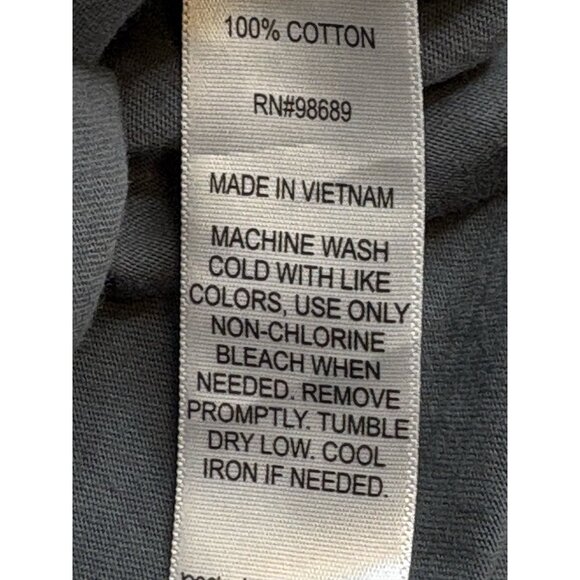 100% COTTON
RN#98689
MADE IN VIETNAM
MACHINE WASH
COLD WITH LIKE
COLORS, USE ONLY
NON-CHLORINE
BLEACH WHEN
NEEDED. REMOVE
PROMPTLY. TUMBLE
DRY LOW. COOL
IRON IF NEEDED.